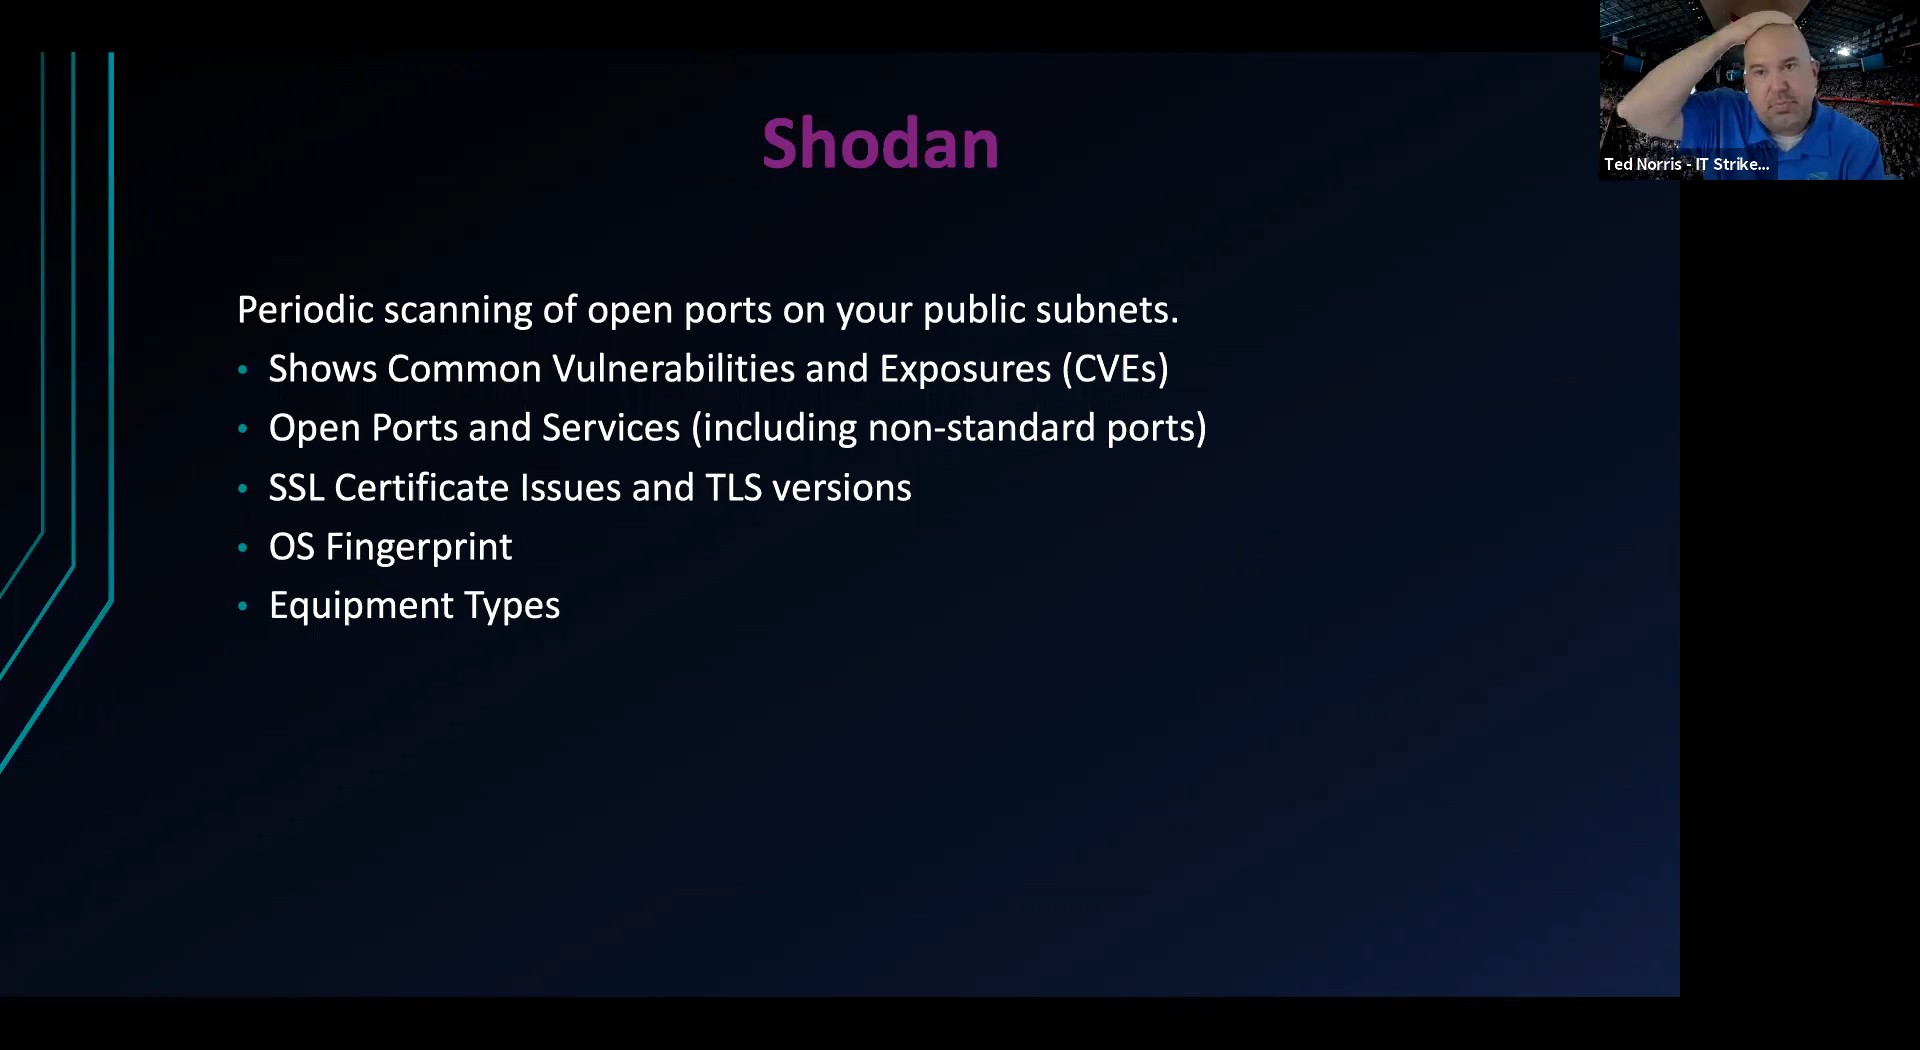 Shodan
Ted Norris - IT Strike...
Periodic scanning of open ports on your public subnets.
• Shows Common Vulnerabilities and Exposures (CVEs)
• Open Ports and Services (including non-standard ports)
• SSL Certificate Issues and TLS versions
• OS Fingerprint
• Equipment Types